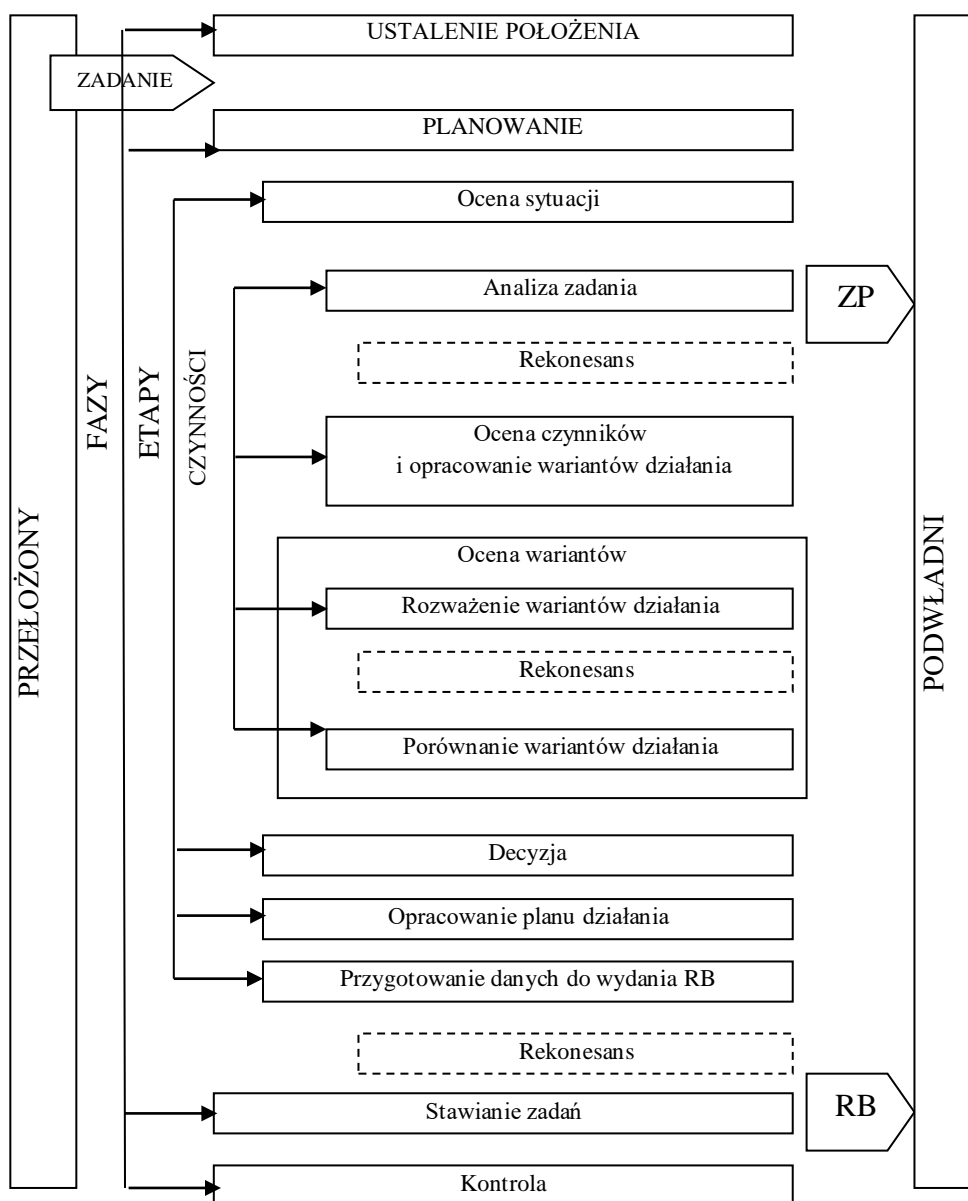 USTALENIE POŁOŻENIA
ZADANIE
PLANOWANIE
Ocena sytuacji
Analiza zadania
ZP
Rekonesans
Ocena czynników
i opracowanie wariantów działania
Ocena wariantów
Rozważenie wariantów działania
Rekonesans
Porównanie wariantów działania
Decyzja
Opracowanie planu działania
Przygotowanie danych do wydania RB
Rekonesans
Stawianie zadań
RB
Kontrola
PRZEŁOŻONY
FAZY
ETAPY
CZYNNOŚCI
PODWŁADNI